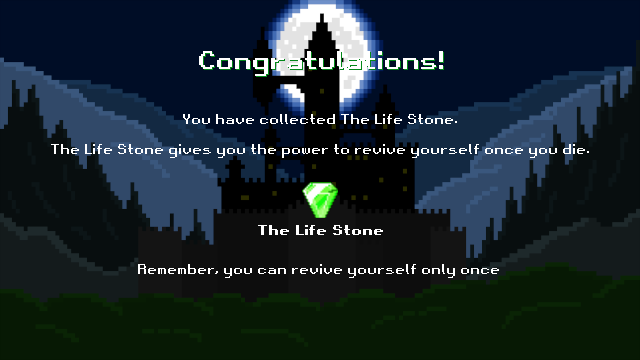 Congratulations!
You have collected The Life Stone.
The Life Stone gives you the power to revive yourself once you die.
The Life Stone
Remember, you can revive yourself only once